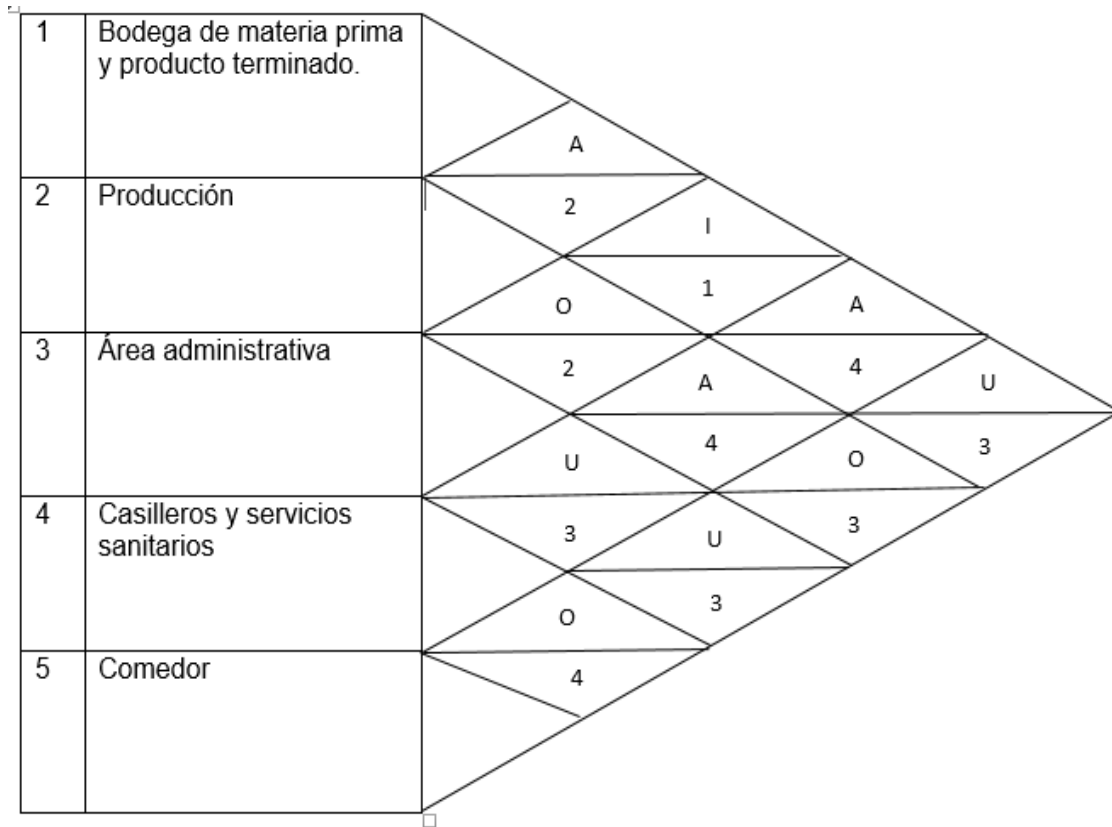 1 Bodega de materia prima
y producto terminado.
A
2 Producción
2
I
1
O
A
3 Área administrativa
2
A
4
U
U
4
O
3
4 Casilleros y servicios
sanitarios
3
U
3
O
3
5 Comedor
4